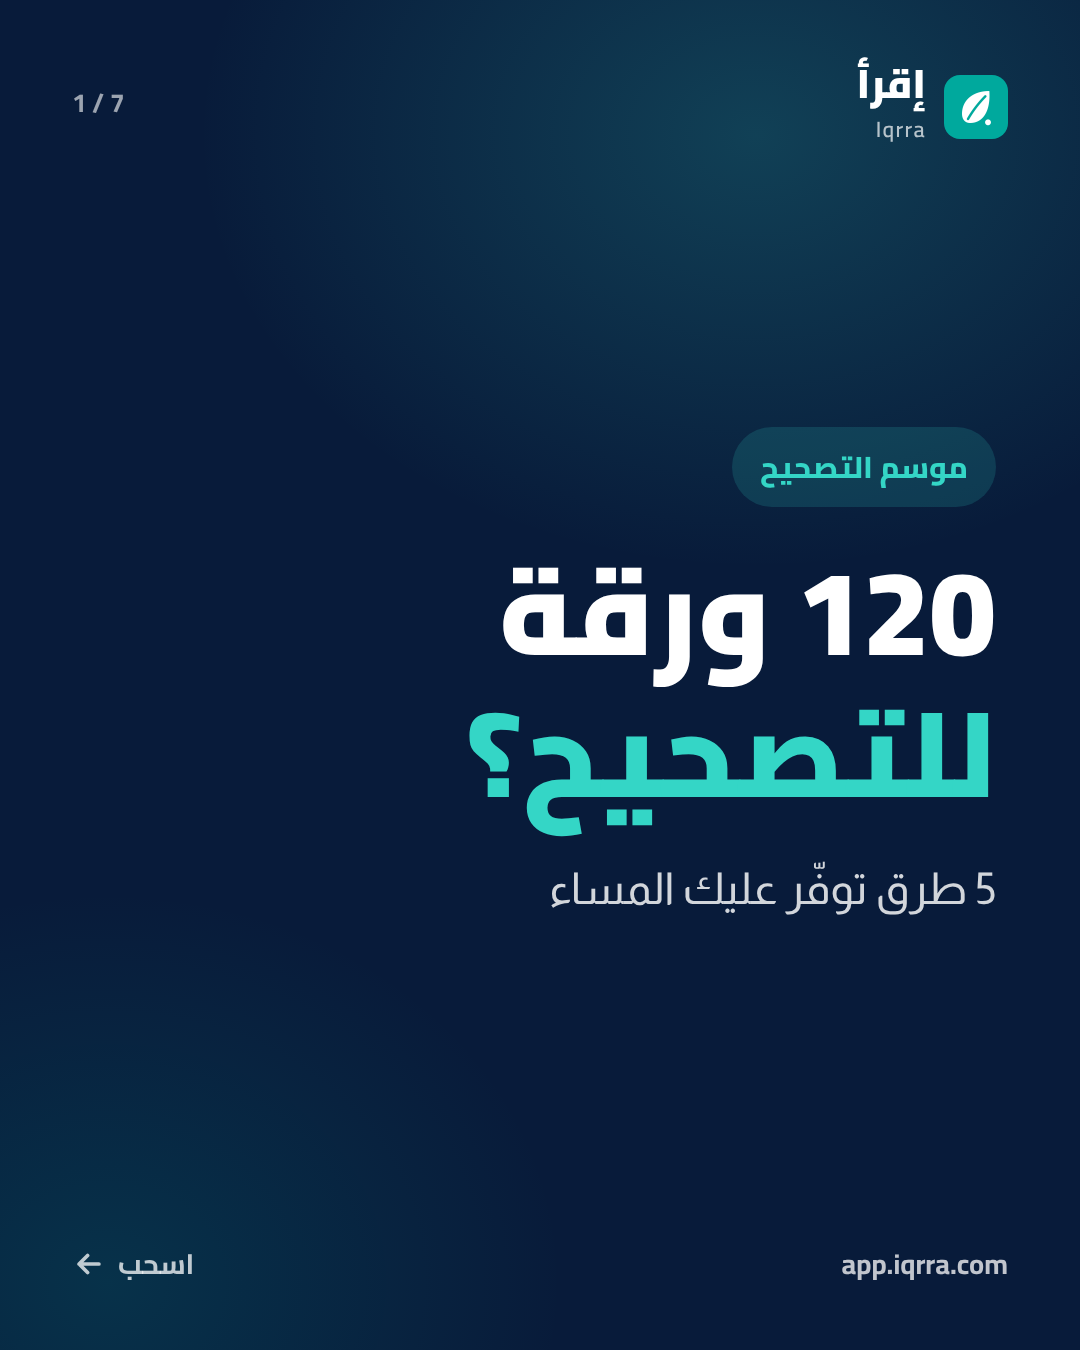 إقرأ
Iqrra
1 / 7
موسم التصحيح
120 ورقة
للتصحيح؟
5 طرق توفّر عليك المساء
app.iqrra.com
اسحب ←